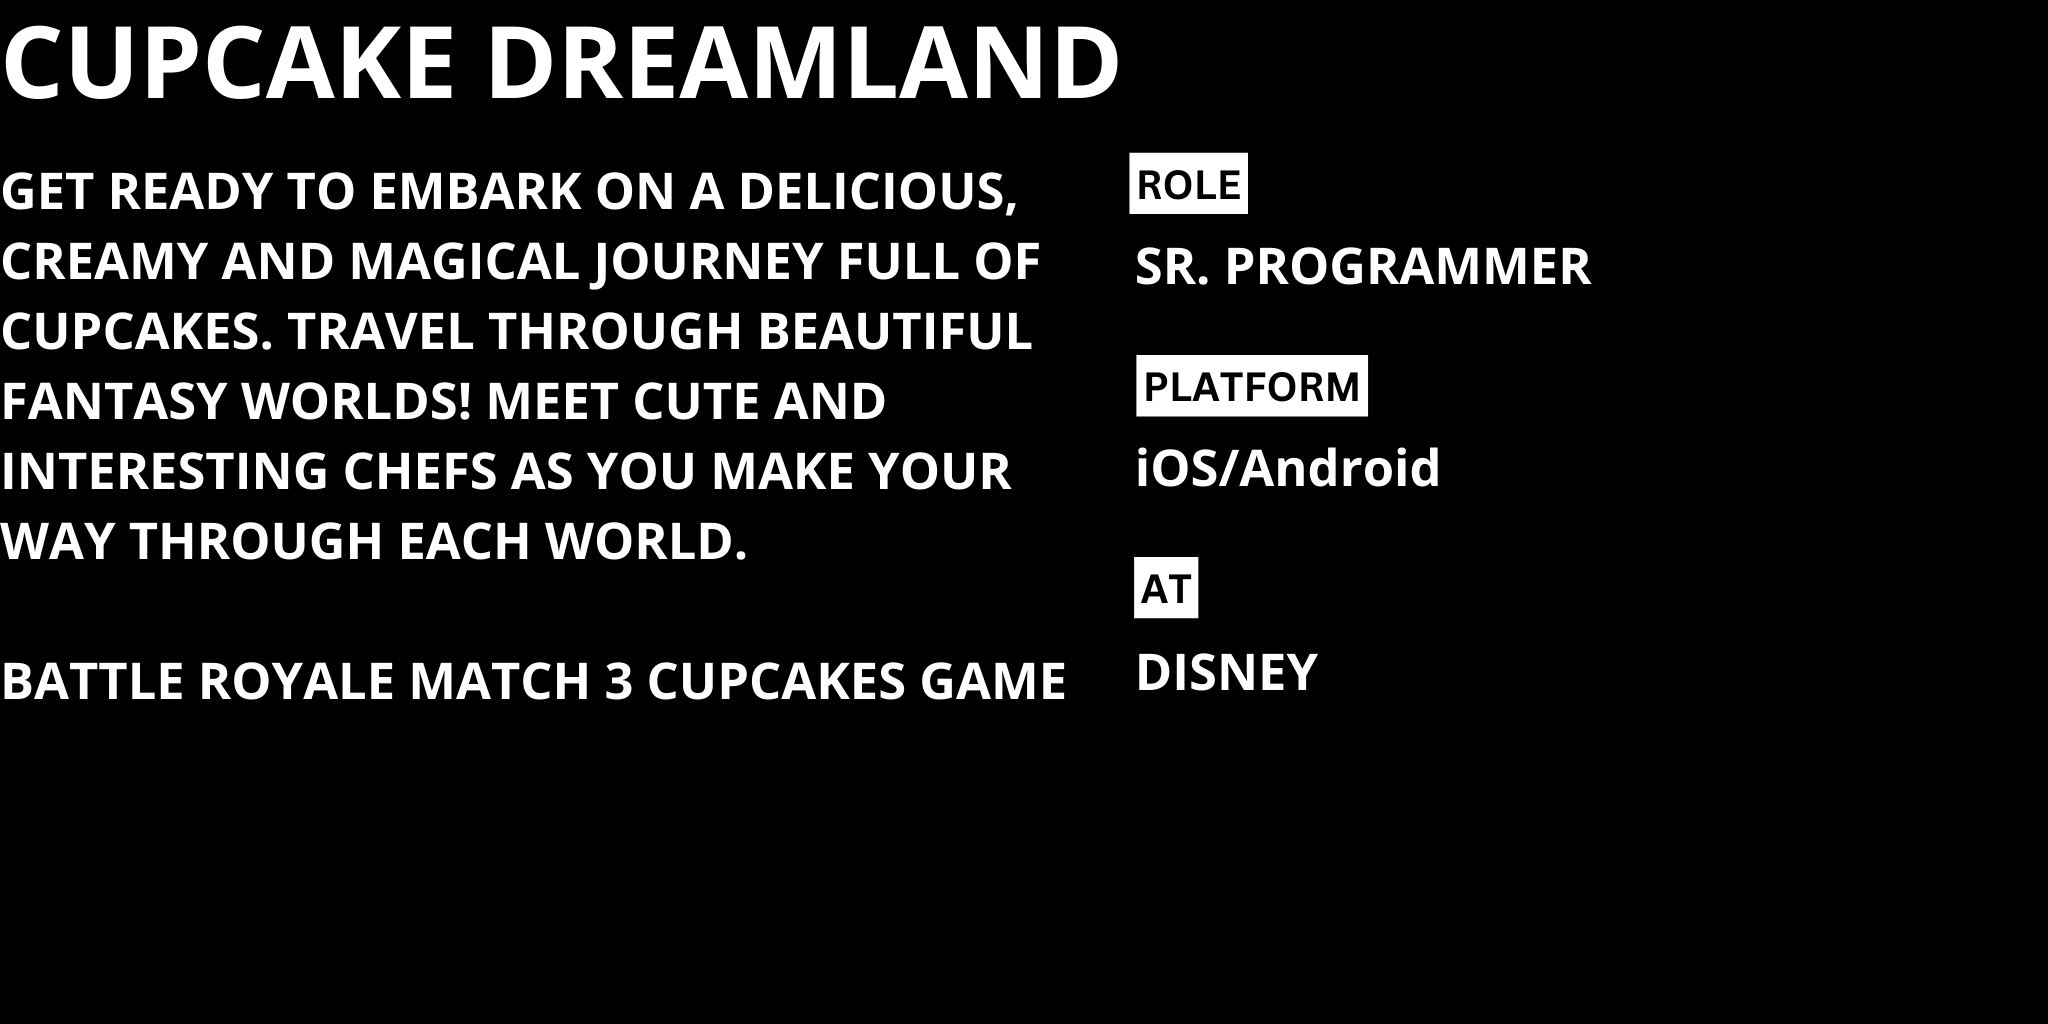 CUPCAKE DREAMLAND
GET READY TO EMBARK ON A DELICIOUS,
CREAMY AND MAGICAL JOURNEY FULL OF
CUPCAKES. TRAVEL THROUGH BEAUTIFUL
FANTASY WORLDS! MEET CUTE AND
INTERESTING CHEFS AS YOU MAKE YOUR
WAY THROUGH EACH WORLD.
BATTLE ROYALE MATCH 3 CUPCAKES GAME
ROLE
SR. PROGRAMMER
PLATFORM
iOS/Android
AT
DISNEY